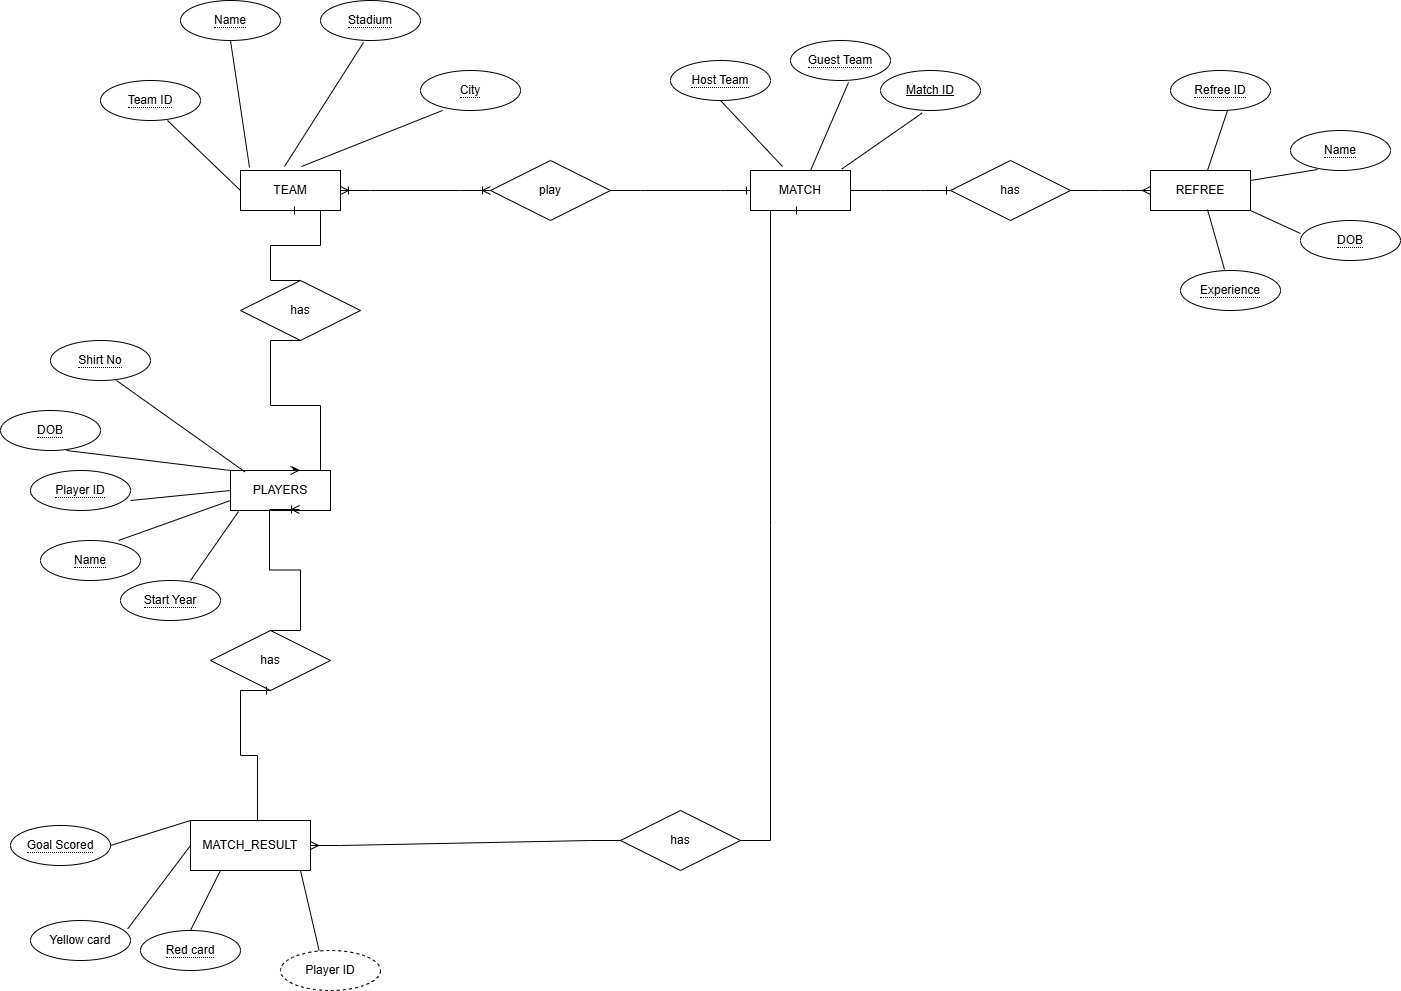 Name
Stadium
Team ID
City
Host Team
Guest Team
Match ID
Refree ID
Name
DOB
Experience
TEAM
play
MATCH
has
REFREE
has
Shirt No
DOB
Player ID
Name
Start Year
PLAYERS
has
Goal Scored
MATCH_RESULT
has
Yellow card
Red card
Player ID